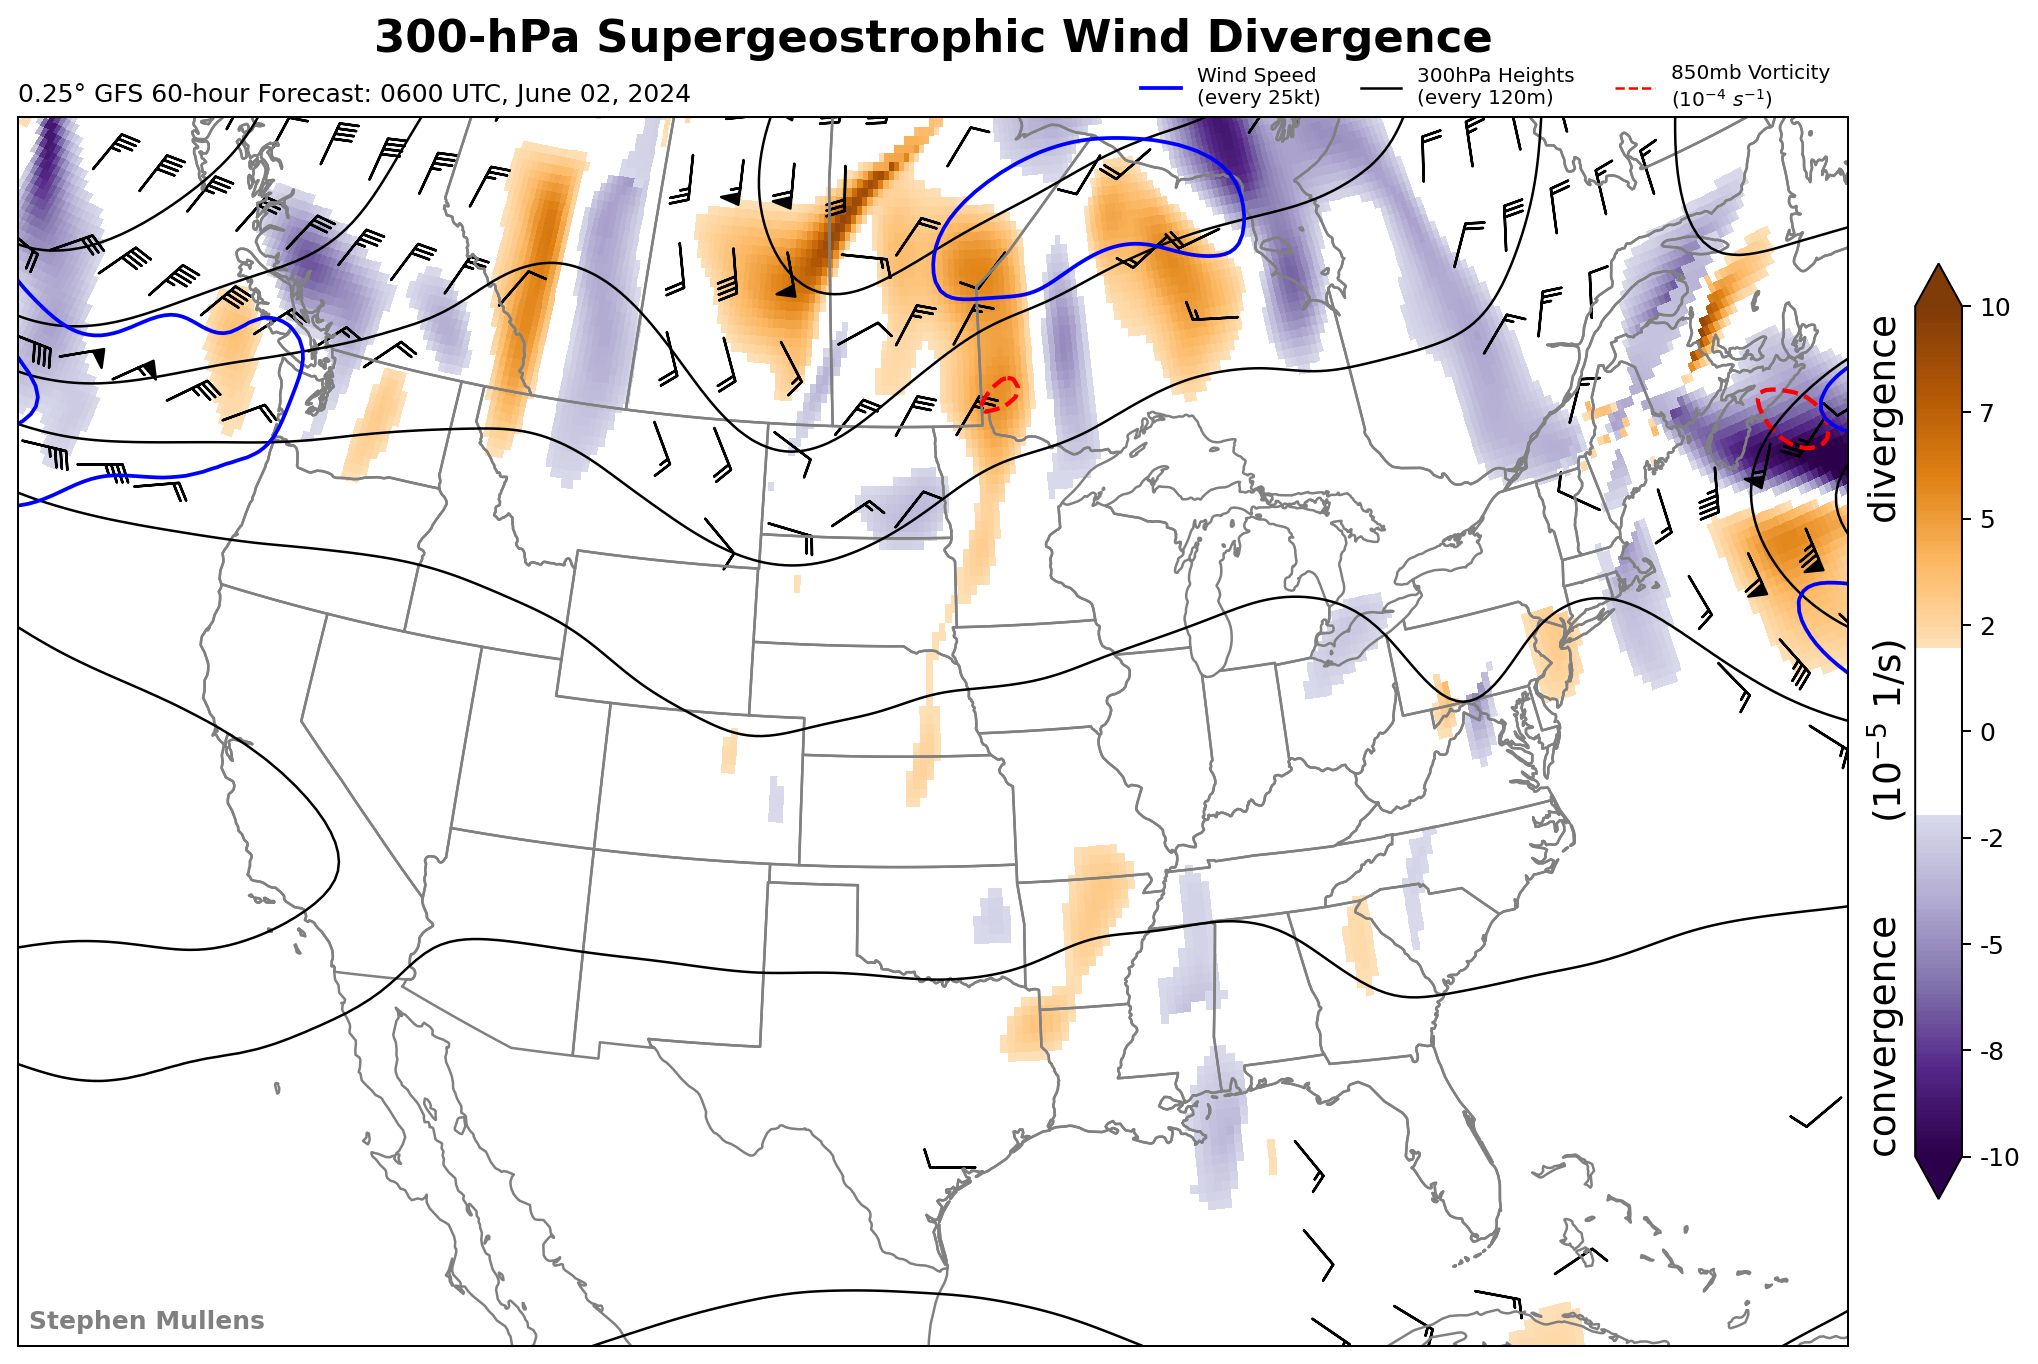 300-hPa Supergeostrophic Wind Divergence
0.25° GFS 60-hour Forecast: 0600 UTC, June 02, 2024
Wind Speed
(every 25kt)
300hPa Heights
(every 120m)
850mb Vorticity
(10⁻⁴ s⁻¹)
10
7
5
2
0
-2
-5
-8
-10
convergence (10⁻⁵ 1/s) divergence
Stephen Mullens